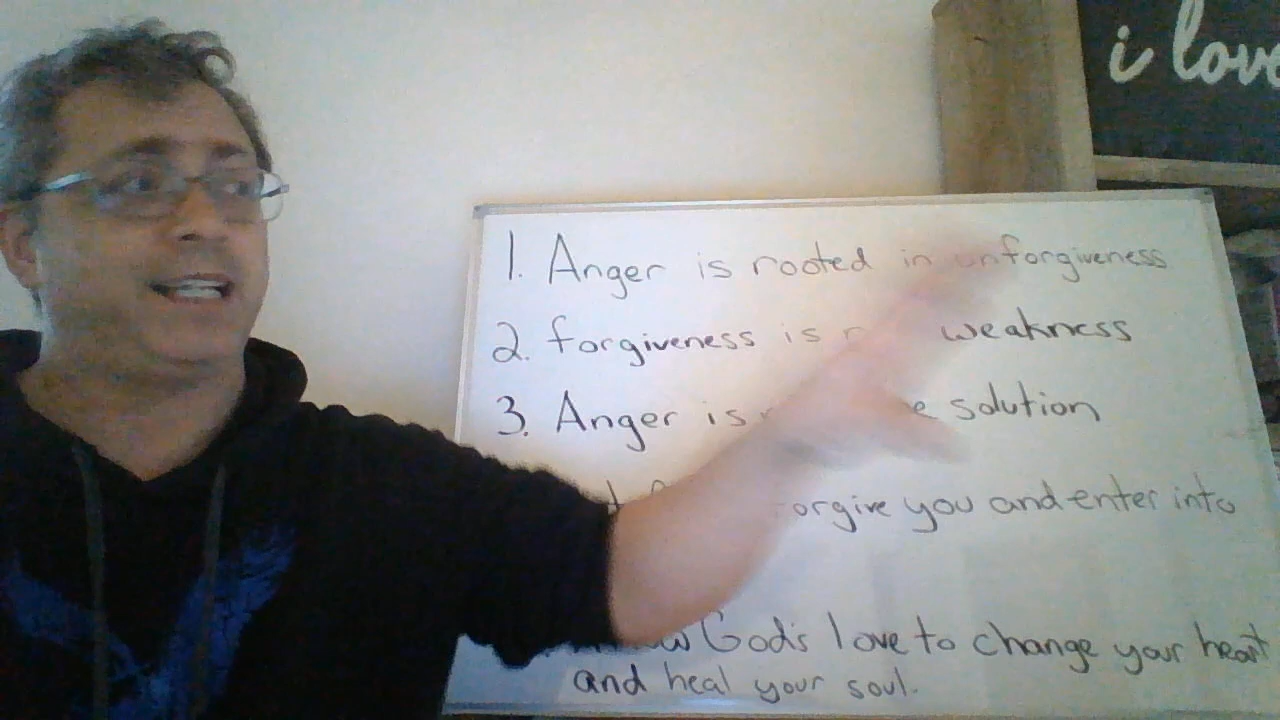 i love
1. Anger is rooted in unforgiveness
2. forgiveness is weakness
3. Anger is solution
you and enter into
God's love to change your heart
and heal your soul.